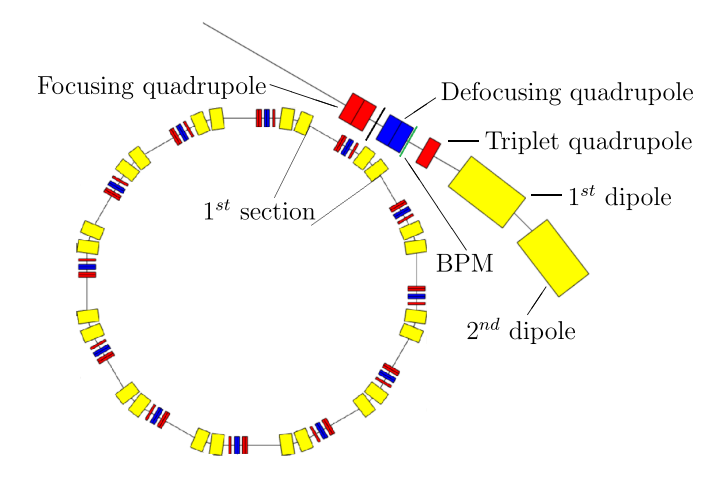 Focusing quadrupole
Defocusing quadrupole
Triplet quadrupole
1st dipole
1st section
BPM
2nd dipole